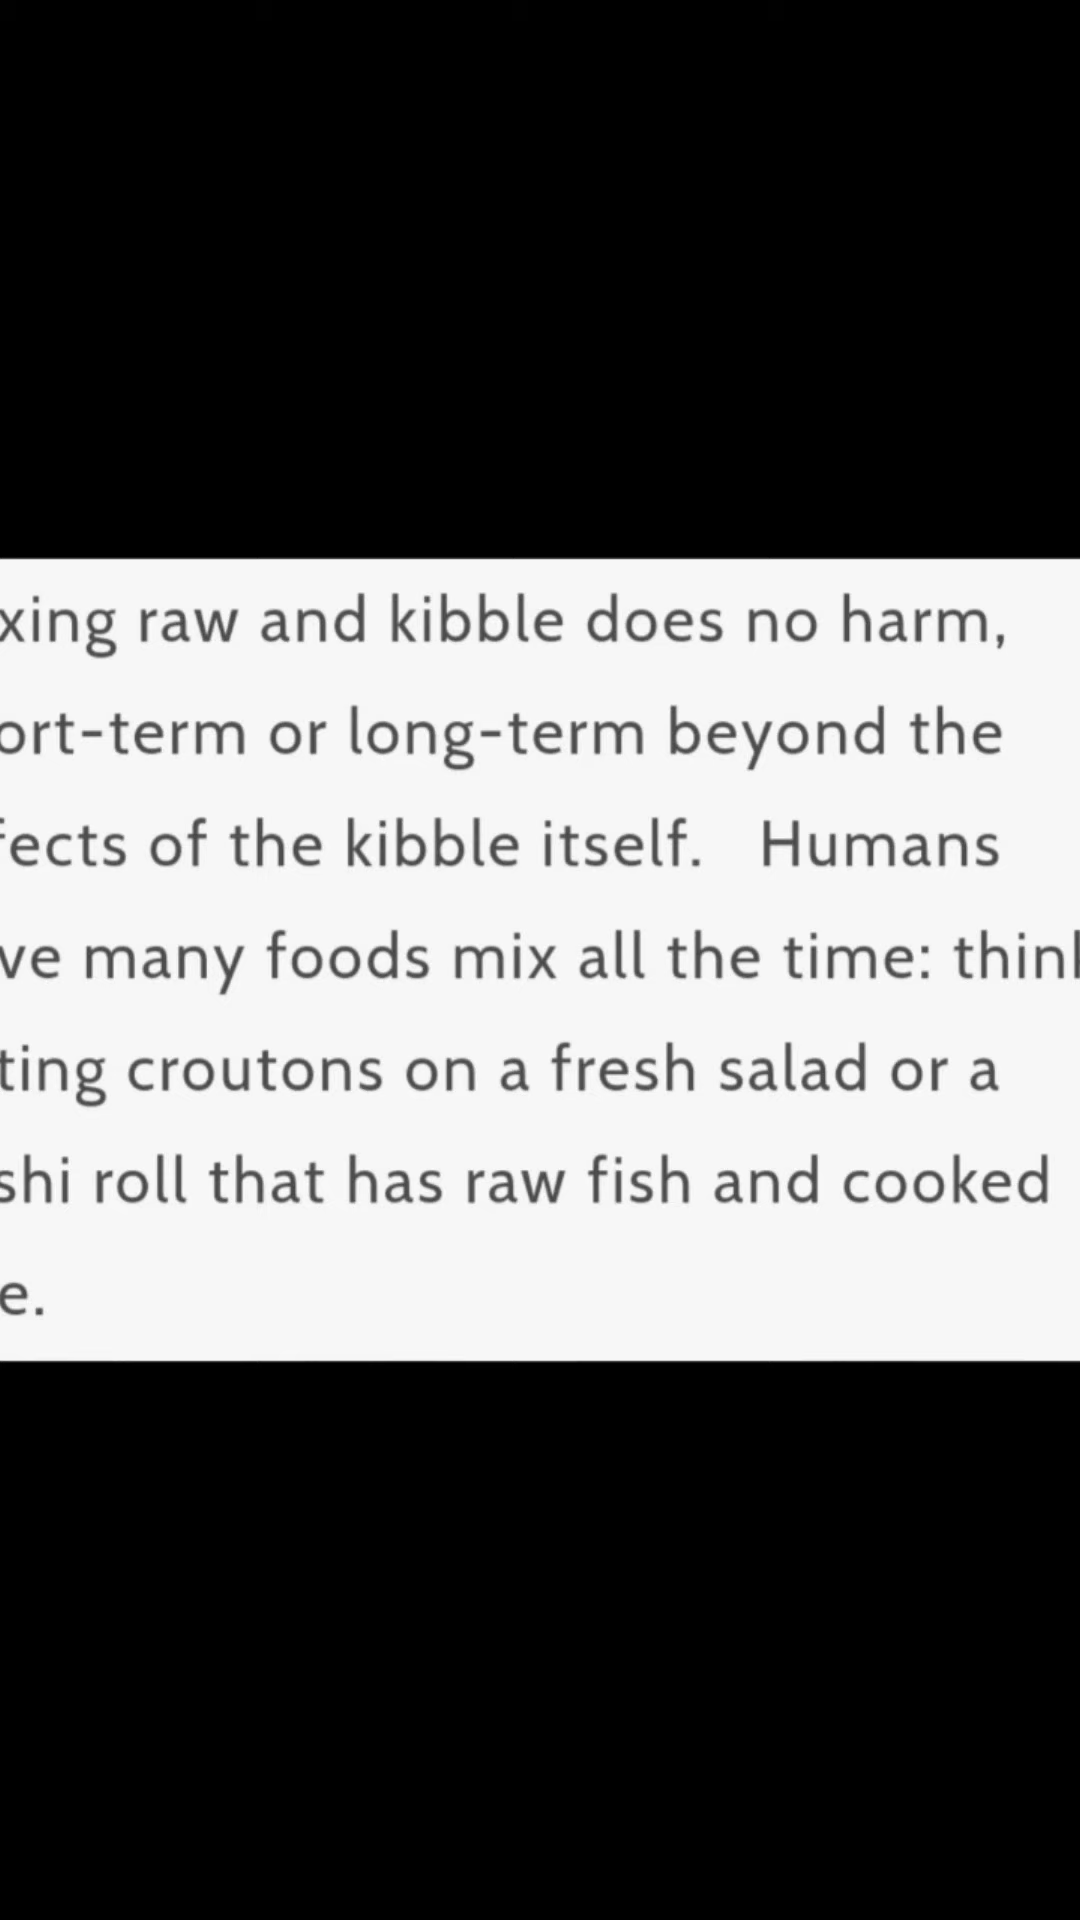 xing raw and kibble does no harm,
ort-term or long-term beyond the
fects of the kibble itself. Humans
ve many foods mix all the time: think
ting croutons on a fresh salad or a
shi roll that has raw fish and cooked
e.